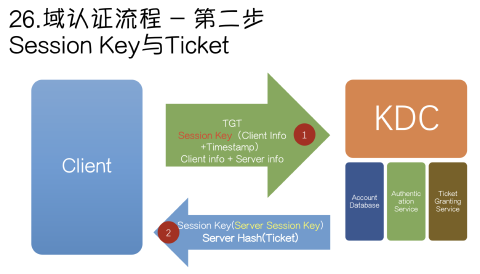 26.域认证流程 – 第二步
Session Key与Ticket
Client
TGT
Session Key（Client Info
+Timestamp）
Client info + Server info
1
KDC
Account
Database
Authentic
ation
Service
Ticket
Granting
Service
2
Session Key(Server Session Key)
Server Hash(Ticket)